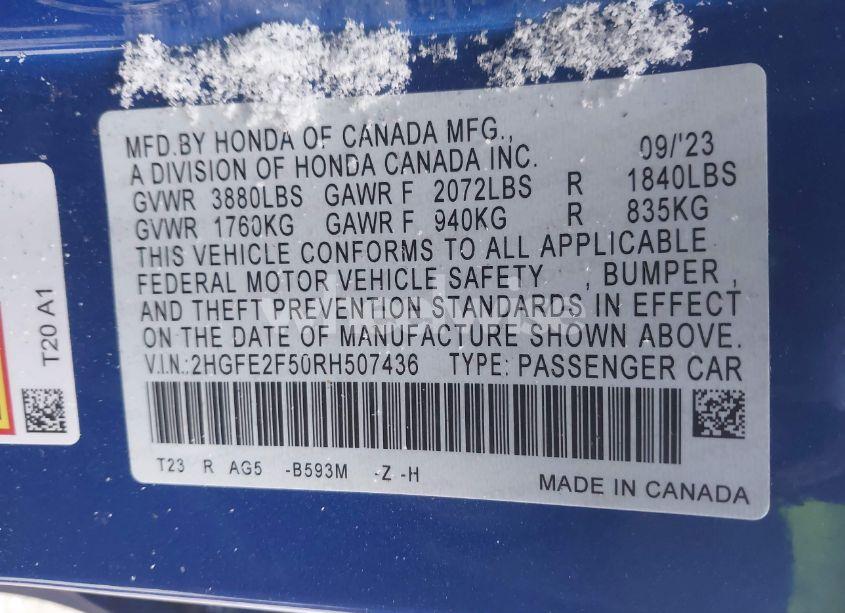 MFD.BY HONDA OF CANADA MFG., 09/'23
A DIVISION OF HONDA CANADA INC.
GVWR 3880LBS GAWR F 2072LBS R 1840LBS
GVWR 1760KG GAWR F 940KG R 835KG
THIS VEHICLE CONFORMS TO ALL APPLICABLE
FEDERAL MOTOR VEHICLE SAFETY , BUMPER ,
AND THEFT PREVENTION STANDARDS IN EFFECT
ON THE DATE OF MANUFACTURE SHOWN ABOVE.
V.I.N.:2HGFE2F50RH507436 TYPE: PASSENGER CAR
T23 R AG5 -B593M -Z -H
MADE IN CANADA
T20 A1